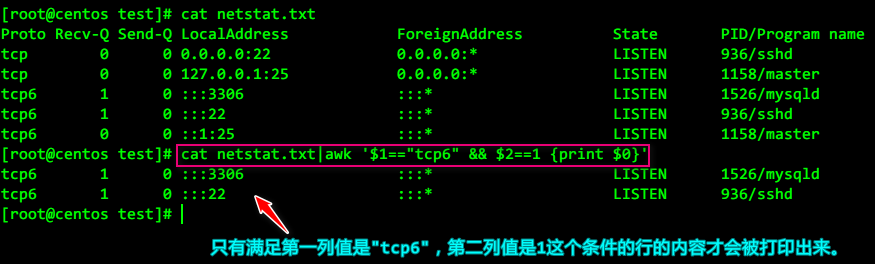 [root@centos test]# cat netstat.txt
Proto Recv-Q Send-Q LocalAddress ForeignAddress State PID/Program name
tcp 0 0 0.0.0.0:22 0.0.0.0:* LISTEN 936/sshd
tcp 0 0 127.0.0.1:25 0.0.0.0:* LISTEN 1158/master
tcp6 1 0 :::3306 :::* LISTEN 1526/mysqld
tcp6 1 0 :::22 :::* LISTEN 936/sshd
tcp6 0 0 ::1:25 :::* LISTEN 1158/master
[root@centos test]# cat netstat.txt|awk '$1=="tcp6" && $2==1 {print $0}'
tcp6 1 0 :::3306 :::* LISTEN 1526/mysqld
tcp6 1 0 :::22 :::* LISTEN 936/sshd
[root@centos test]#
只有满足第一列值是"tcp6"，第二列值是1这个条件的行的内容才会被打印出来。